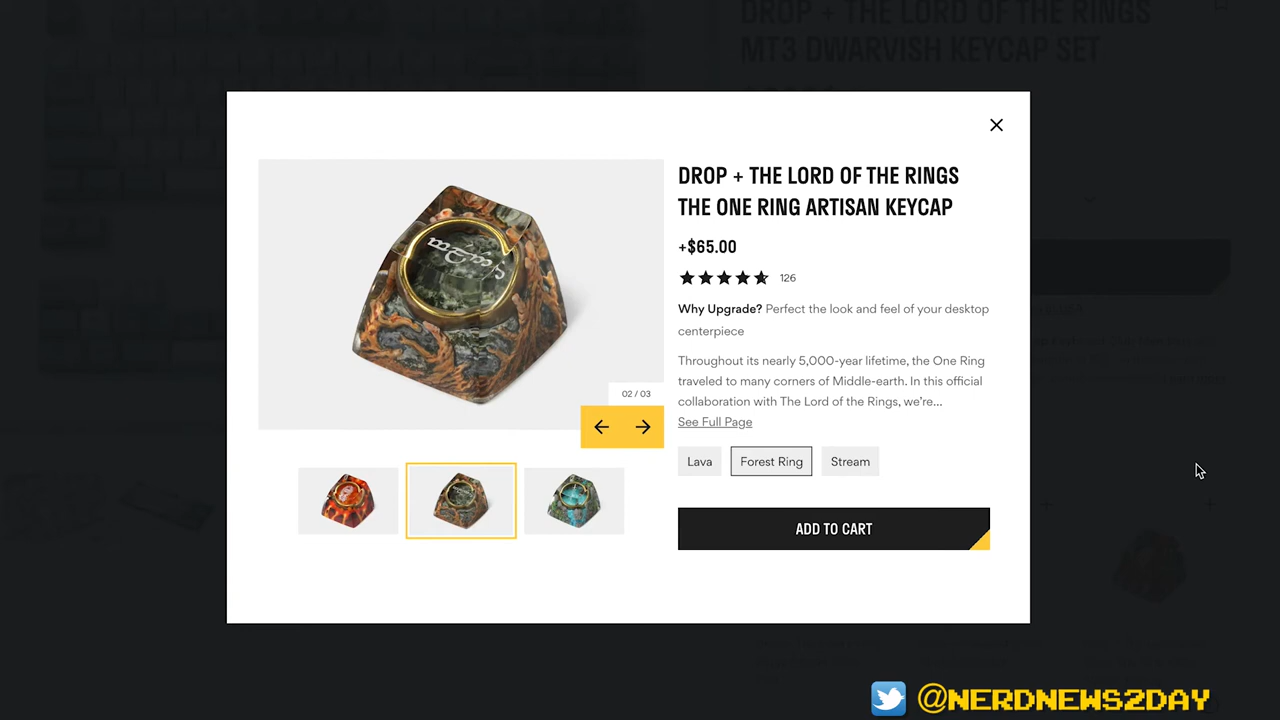 DROP + THE LORD OF THE RINGS
MT3 DWARVISH KEYCAP SET
DROP + THE LORD OF THE RINGS
THE ONE RING ARTISAN KEYCAP
+$65.00
126
Why Upgrade? Perfect the look and feel of your desktop
centerpiece
Throughout its nearly 5,000-year lifetime, the One Ring
traveled to many corners of Middle-earth. In this official
collaboration with The Lord of the Rings, we're...
See Full Page
02 / 03
Lava
Forest Ring
Stream
ADD TO CART
@NERDNEWS2DAY